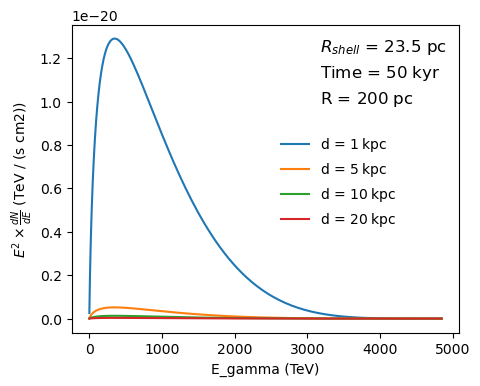 1e−20
R_shell = 23.5 pc
Time = 50 kyr
R = 200 pc
d = 1 kpc
d = 5 kpc
d = 10 kpc
d = 20 kpc
1.2
1.0
0.8
0.6
0.4
0.2
0.0
E² × dN/dE (TeV / (s cm2))
0 1000 2000 3000 4000 5000
E_gamma (TeV)